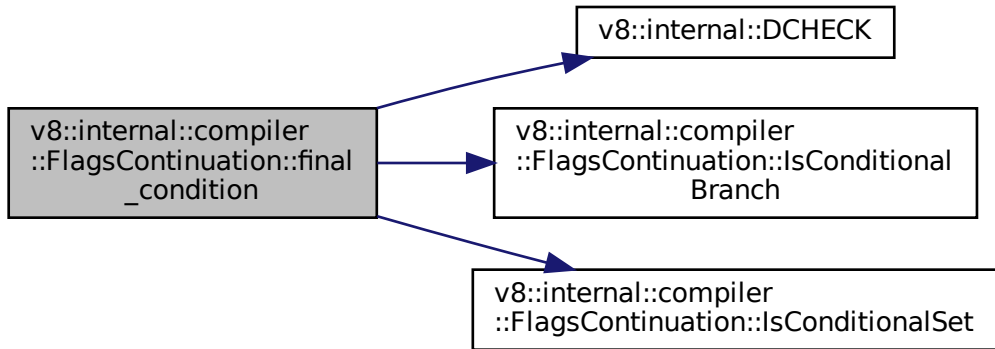 v8::internal::DCHECK
v8::internal::compiler
::FlagsContinuation::final
_condition
v8::internal::compiler
::FlagsContinuation::IsConditional
Branch
v8::internal::compiler
::FlagsContinuation::IsConditionalSet